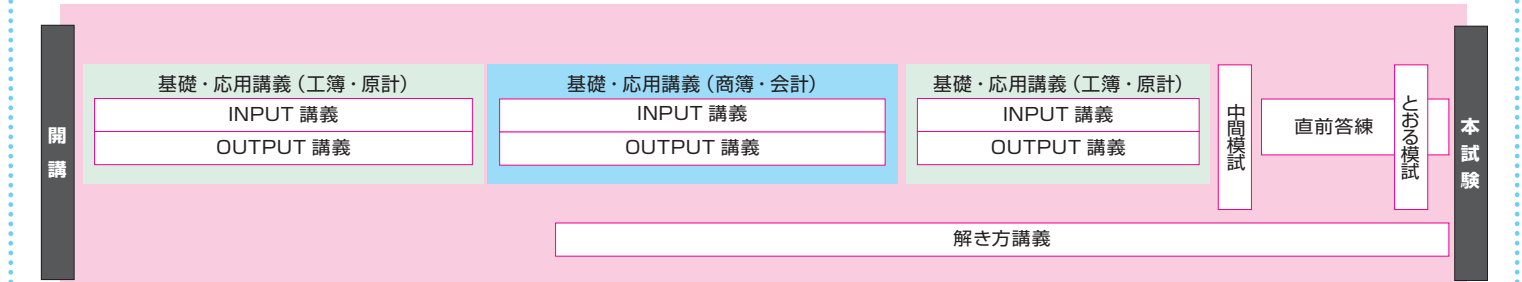 開講
基礎・応用講義（工簿・原計）
INPUT 講義
OUTPUT 講義
基礎・応用講義（商簿・会計）
INPUT 講義
OUTPUT 講義
基礎・応用講義（工簿・原計）
INPUT 講義
OUTPUT 講義
中間模試
直前答練
とおる模試
解き方講義
本試験